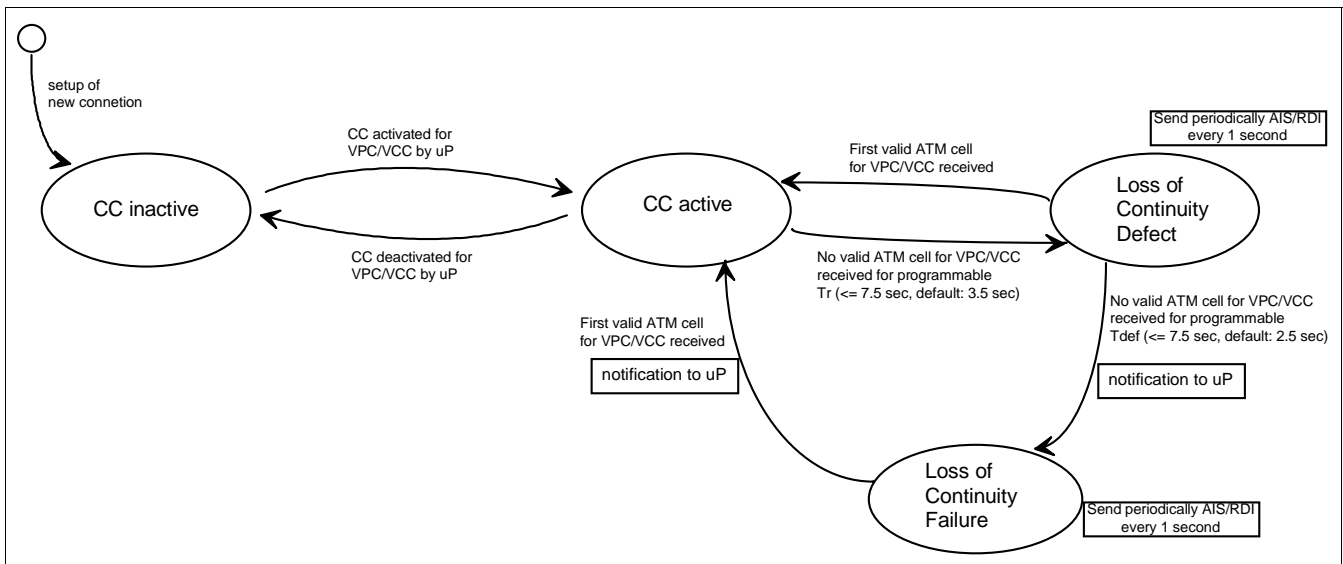 setup of
new connetion
CC inactive
CC activated for
VPC/VCC by uP
CC deactivated for
VPC/VCC by uP
CC active
First valid ATM cell
for VPC/VCC received
No valid ATM cell for VPC/VCC
received for programmable
Tr (<= 7.5 sec, default: 3.5 sec)
Send periodically AIS/RDI
every 1 second
Loss of
Continuity
Defect
No valid ATM cell for VPC/VCC
received for programmable
Tdef (<= 7.5 sec, default: 2.5 sec)
notification to uP
First valid ATM cell
for VPC/VCC received
notification to uP
Loss of
Continuity
Failure
Send periodically AIS/RDI
every 1 second